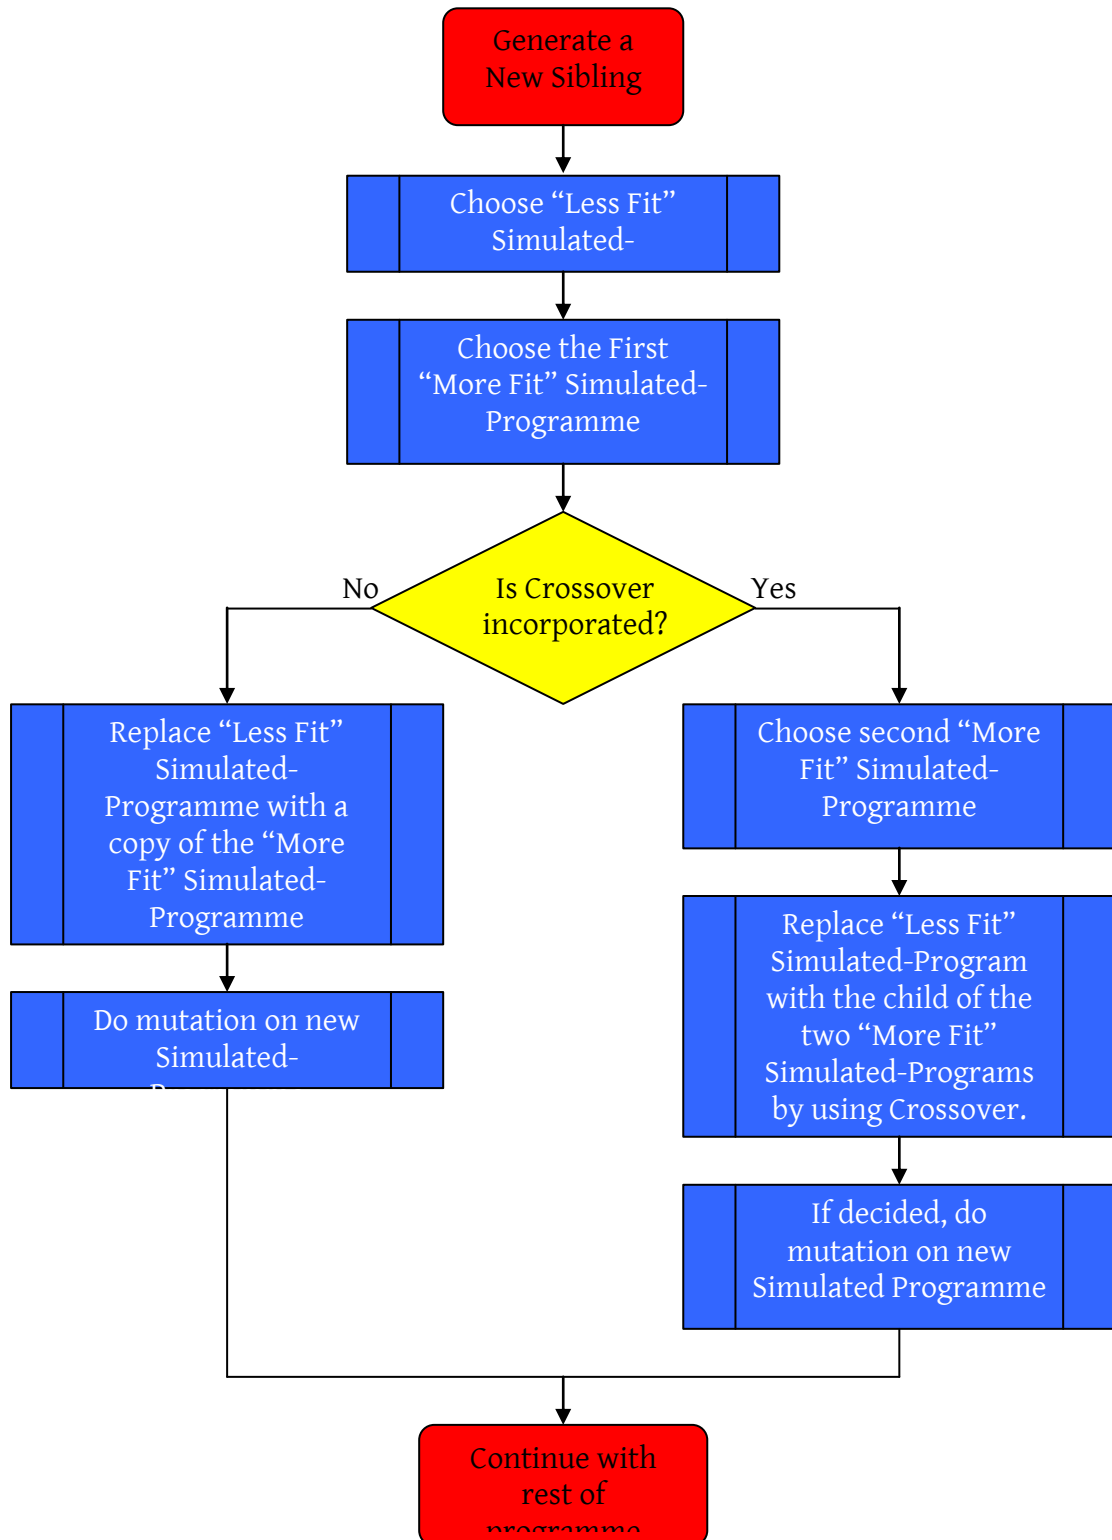 Generate a
New Sibling
Choose “Less Fit”
Simulated-
Choose the First
“More Fit” Simulated-
Programme
Is Crossover
incorporated?
No
Yes
Replace “Less Fit”
Simulated-
Programme with a
copy of the “More
Fit” Simulated-
Programme
Do mutation on new
Simulated-
Choose second “More
Fit” Simulated-
Programme
Replace “Less Fit”
Simulated-Program
with the child of the
two “More Fit”
Simulated-Programs
by using Crossover.
If decided, do
mutation on new
Simulated Programme
Continue with
rest of
programme